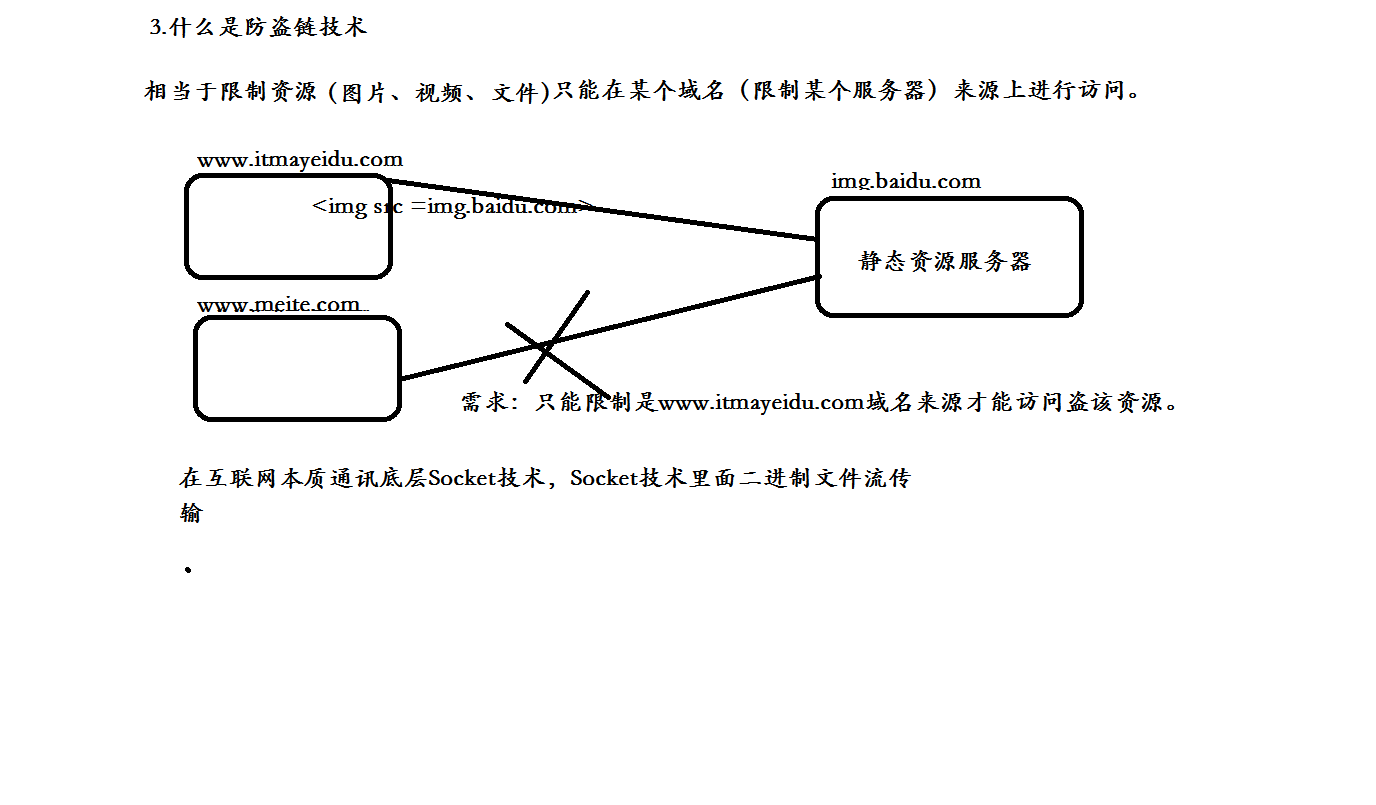 3.什么是防盗链技术
相当于限制资源 (图片、视频、文件)只能在某个域名（限制某个服务器）来源上进行访问。
www.itmayeidu.com
img.baidu.com
<img src =img.baidu.com>
静态资源服务器
www.meite.com
需求：只能限制是www.itmayeidu.com域名来源才能访问盗该资源。
在互联网本质通讯底层Socket技术，Socket技术里面二进制文件流传
输